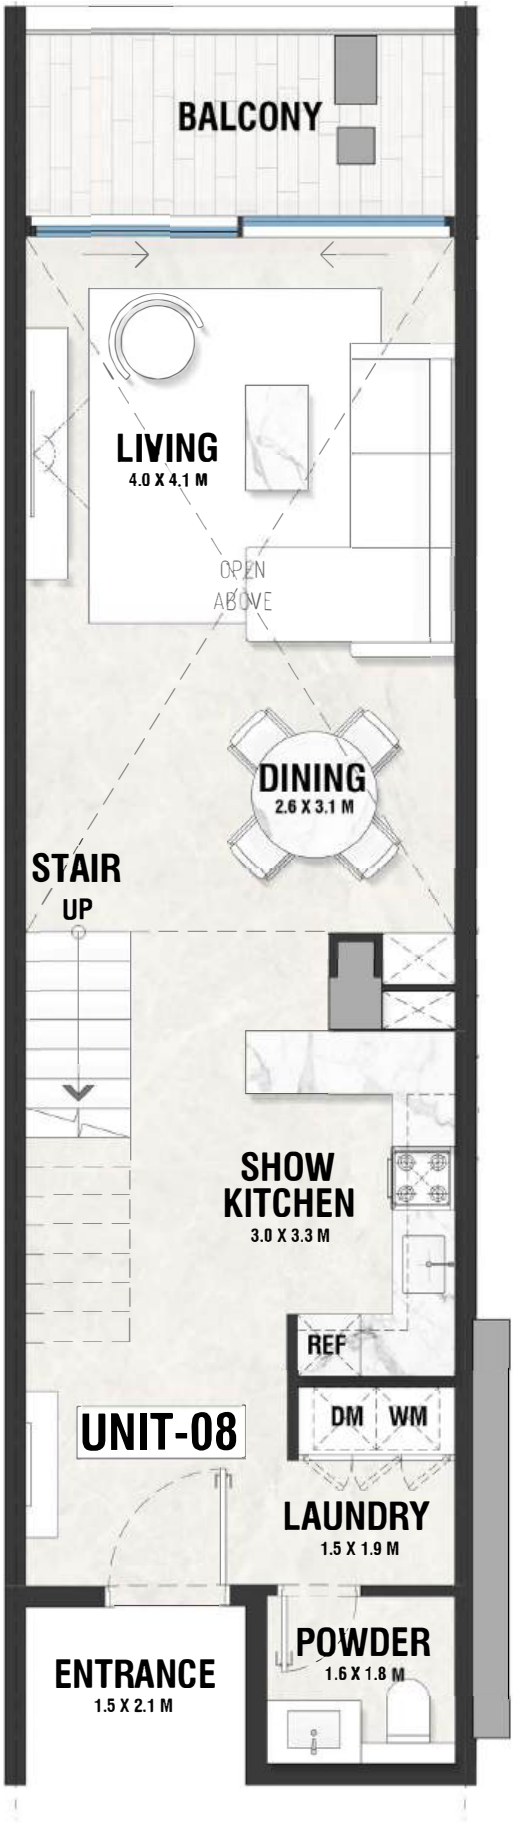 BALCONY
LIVING
4.0 X 4.1 M
OPEN
ABOVE
DINING
2.6 X 3.1 M
STAIR
UP
SHOW
KITCHEN
3.0 X 3.3 M
REF
DM WM
UNIT-08
LAUNDRY
1.5 X 1.9 M
POWDER
1.6 X 1.8 M
ENTRANCE
1.5 X 2.1 M